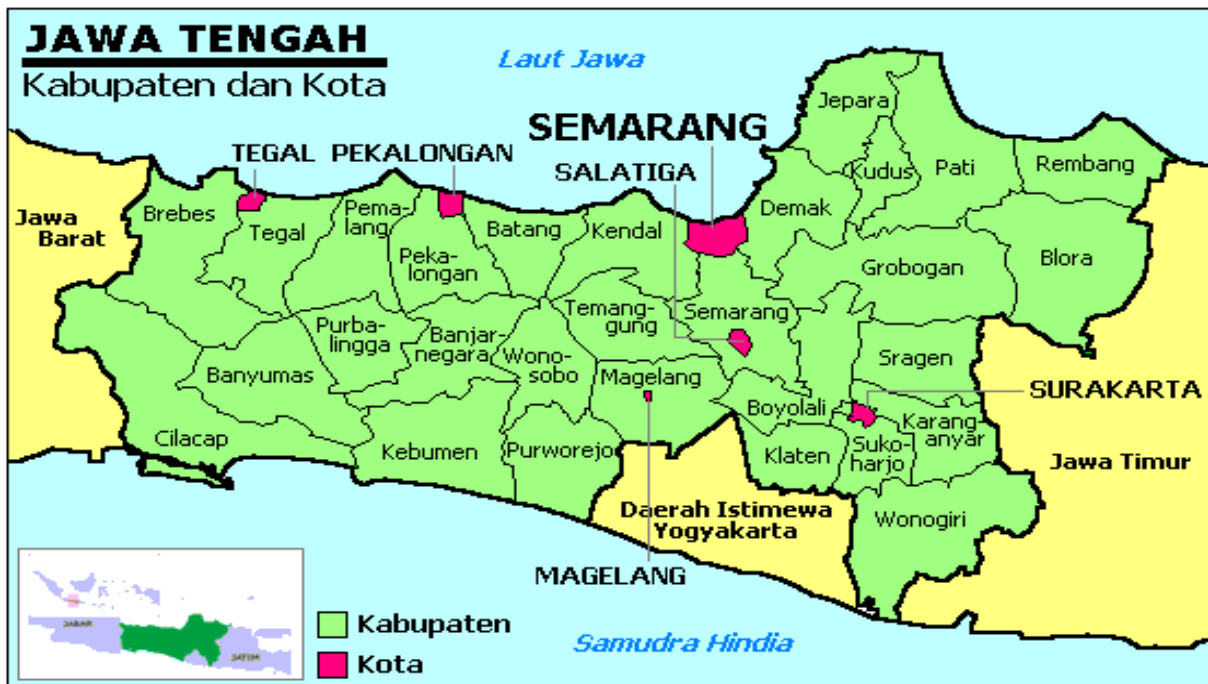 JAWA TENGAH
Kabupaten dan Kota
Laut Jawa
SEMARANG
TEGAL
PEKALONGAN
SALATIGA
Jepara
Kudus
Pati
Rembang
Jawa
Barat
Brebes
Tegal
Pema-
lang
Peka-
longan
Batang
Kendal
Demak
Grobogan
Blora
Temang-
gung
Semarang
Purba-
lingga
Banjar-
negara
Wono-
sobo
Magelang
Banyumas
Sragen
SURAKARTA
Boyolali
Karang-
anyar
Cilacap
Kebumen
Purworejo
Klaten
Suko-
harjo
Jawa Timur
Daerah Istimewa
Yogyakarta
Wonogiri
MAGELANG
Kabupaten
Kota
Samudra Hindia
JABAR
JATIM